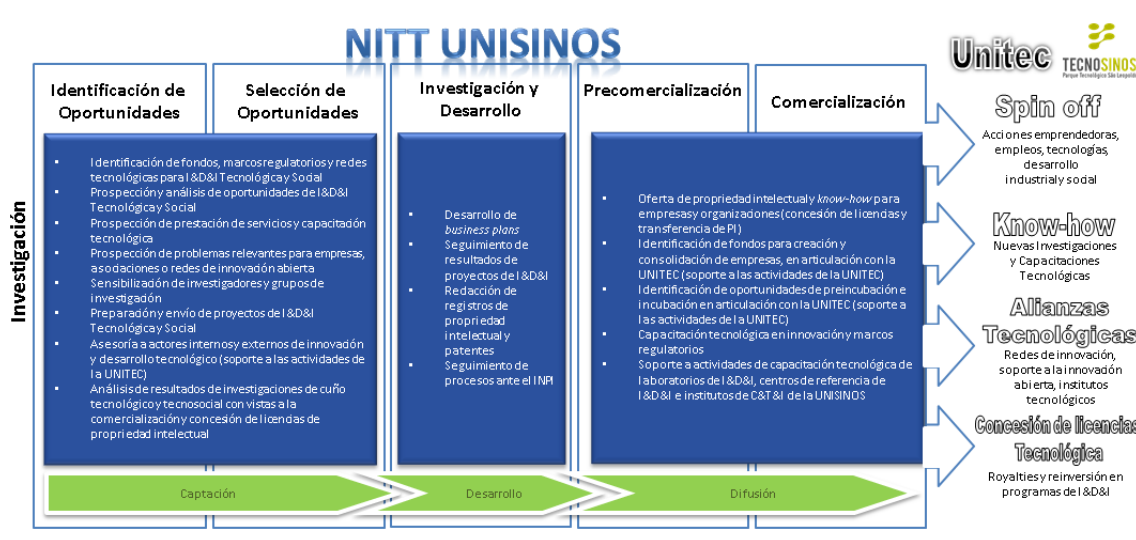 NITT UNISINOS
Unitec
TECNOSINOS
Parque Tecnológico São Leopoldo
Investigación
Identificación de
Oportunidades
Selección de
Oportunidades
Investigación y
Desarrollo
Precomercialización
Comercialización
▪ Identificación de fondos, marcos regulatorios y redes
tecnológicas para I&D&I Tecnológica y Social
▪ Prospección y análisis de oportunidades de I&D&I
Tecnológica y Social
▪ Prospección de prestación de servicios y capacitación
tecnológica
▪ Prospección de problemas relevantes para empresas,
asociaciones o redes de innovación abierta
▪ Sensibilización de investigadores y grupos de
investigación
▪ Preparación y envío de proyectos de I&D&I
Tecnológica y Social
▪ Asesoría a actores internos y externos de innovación
y desarrollo tecnológico (soporte a las actividades de
la UNITEC)
▪ Análisis de resultados de investigaciones de cuño
tecnológico y tecnosocial con vistas a la
comercialización y concesión de licencias de
propriedad intelectual
▪ Desarrollo de
business plans
▪ Seguimiento de
resultados de
proyectos de I&D&I
▪ Redacción de
registros de
propiedad
intelectual y
patentes
▪ Seguimiento de
procesos ante el INPI
▪ Oferta de propriedad intelectual y know-how para
empresas y organizaciones (concesión de licencias y
transferencia de PI)
▪ Identificación de fondos para creación y
consolidación de empresas, en articulación con la
UNITEC (soporte a las actividades de la UNITEC)
▪ Identificación de oportunidades de preincubación e
incubación en articulación con la UNITEC (soporte a
las actividades de la UNITEC)
▪ Capacitación tecnológica en innovación y marcos
regulatorios
▪ Soporte a actividades de capacitación tecnológica de
laboratorios de I&D&I, centros de referencia de
I&D&I e institutos de C&T&I de la UNISINOS
Captación
Desarrollo
Difusión
Spin off
Acciones emprendedoras,
empleos, tecnologías,
desarrollo
industrial y social
Know-how
Nuevas Investigaciones
y Capacitaciones
Tecnológicas
Alianzas
Tecnológicas
Redes de innovación,
soporte a la innovación
abierta, institutos
tecnológicos
Concesión de licencias
Tecnológica
Royalties y reinversión en
programas de I&D&I